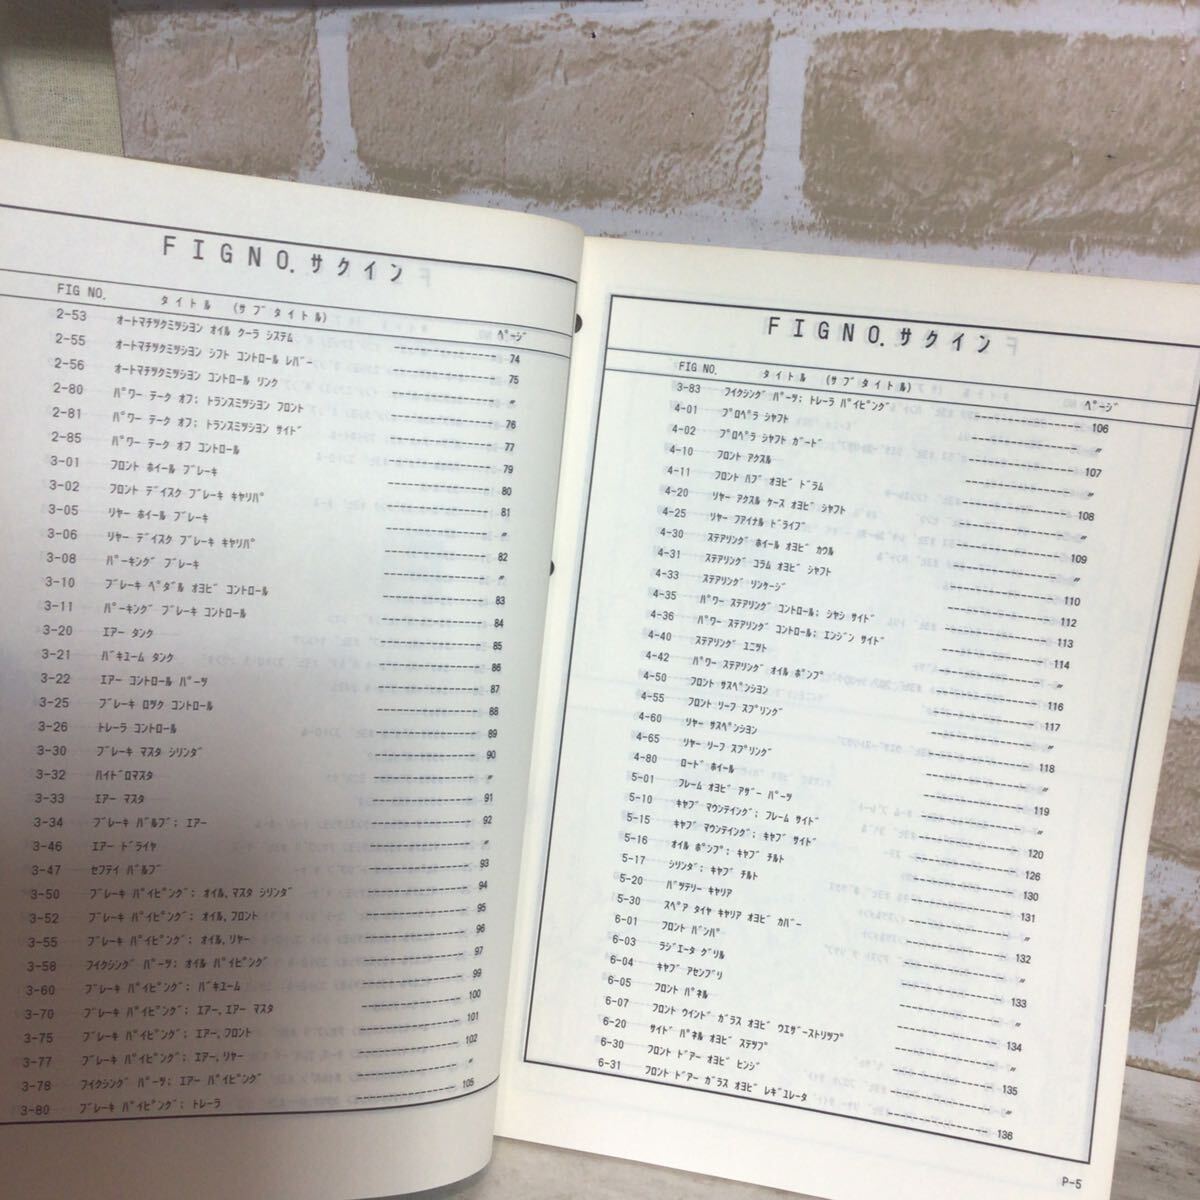 FIGNO.サクイン
FIG NO. タイトル (サブタイトル) ページ
2-53 オートマチツクミツシヨン オイル クーラ システム 74
2-55 オートマチツクミツシヨン シフト コントロール レバー 75
2-56 オートマチツクミツシヨン コントロール リンク 〃
2-80 パワー テーク オフ; トランスミツシヨン フロント 76
2-81 パワー テーク オフ; トランスミツシヨン サイド 77
2-85 パワー テーク オフ コントロール 79
3-01 フロント ホイール ブレーキ 80
3-02 フロント デイスク ブレーキ キヤリパ 81
3-05 リヤー ホイール ブレーキ
3-06 リヤー デイスク ブレーキ キヤリパ 82
3-08 パーキング ブレーキ 〃
3-10 ブレーキ ペダル オヨビ コントロール 83
3-11 パーキング ブレーキ コントロール 84
3-20 エアー タンク 85
3-21 バキユーム タンク 86
3-22 エアー コントロール パーツ 87
3-25 ブレーキ ロツク コントロール 88
3-26 トレーラ コントロール 89
3-30 ブレーキ マスタ シリンダ 90
3-32 ハイドロマスタ 〃
3-33 エアー マスタ 91
3-34 ブレーキ バルブ; エアー 92
3-46 エアー ドライヤ 〃
3-47 セフテイ バルブ 93
3-50 ブレーキ パイピング; オイル,マスタ シリンダ 94
3-52 ブレーキ パイピング; オイル,フロント 95
3-55 ブレーキ パイピング; オイル,リヤー 96
3-58 フイクシング パーツ; オイル パイピング 97
3-60 ブレーキ パイピング; バキユーム 99
3-70 ブレーキ パイピング; エアー,エアー マスタ 100
3-75 ブレーキ パイピング; エアー,フロント 101
3-77 ブレーキ パイピング; エアー,リヤー 102
3-78 フイクシング パーツ; エアー パイピング
3-80 ブレーキ パイピング; トレーラ 105
FIGNO.サクイン
FIG NO. タイトル (サブタイトル) ページ
3-83 フイクシング パーツ; トレーラ パイピング 106
4-01 プロペラ シヤフト 〃
4-02 プロペラ シヤフト ガード 107
4-10 フロント アクスル 〃
4-11 フロント ハブ オヨビ ドラム 108
4-20 リヤー アクスル ケース オヨビ シヤフト
4-25 リヤー フアイナル ドライブ 109
4-30 ステアリング ホイール オヨビ カウル 〃
4-31 ステアリング コラム オヨビ シヤフト 110
4-33 ステアリング リンケージ 112
4-35 パワー ステアリング コントロール; シヤシ サイド 113
4-36 パワー ステアリング コントロール; エンジン サイド 114
4-40 ステアリング ユニツト
4-42 パワー ステアリング オイル ポンプ 116
4-50 フロント サスペンシヨン 117
4-55 フロント リーフ スプリング
4-60 リヤー サスペンシヨン 118
4-65 リヤー リーフ スプリング 〃
4-80 ロード ホイール 119
5-01 フレーム オヨビ アザー パーツ 〃
5-10 キヤブ マウンテイング; フレーム サイド 120
5-15 キヤブ マウンテイング; キヤブ サイド 126
5-16 オイル ポンプ; キヤブ チルト 130
5-17 シリンダ; キヤブ チルト 131
5-20 バツテリー キヤリア 〃
5-30 スペア タイヤ キヤリア オヨビ カバー 132
6-01 フロント バンパ 〃
6-03 ラジエータ グリル 133
6-04 キヤブ アセンブリ 〃
6-05 フロント パネル 134
6-07 フロント ウインド ガラス オヨビ ウエザーストリツプ 〃
6-20 サイド パネル オヨビ ステツプ 135
6-30 フロント ドアー オヨビ ヒンジ 〃
6-31 フロント ドアー ガラス オヨビ レギユレータ 136
P-5